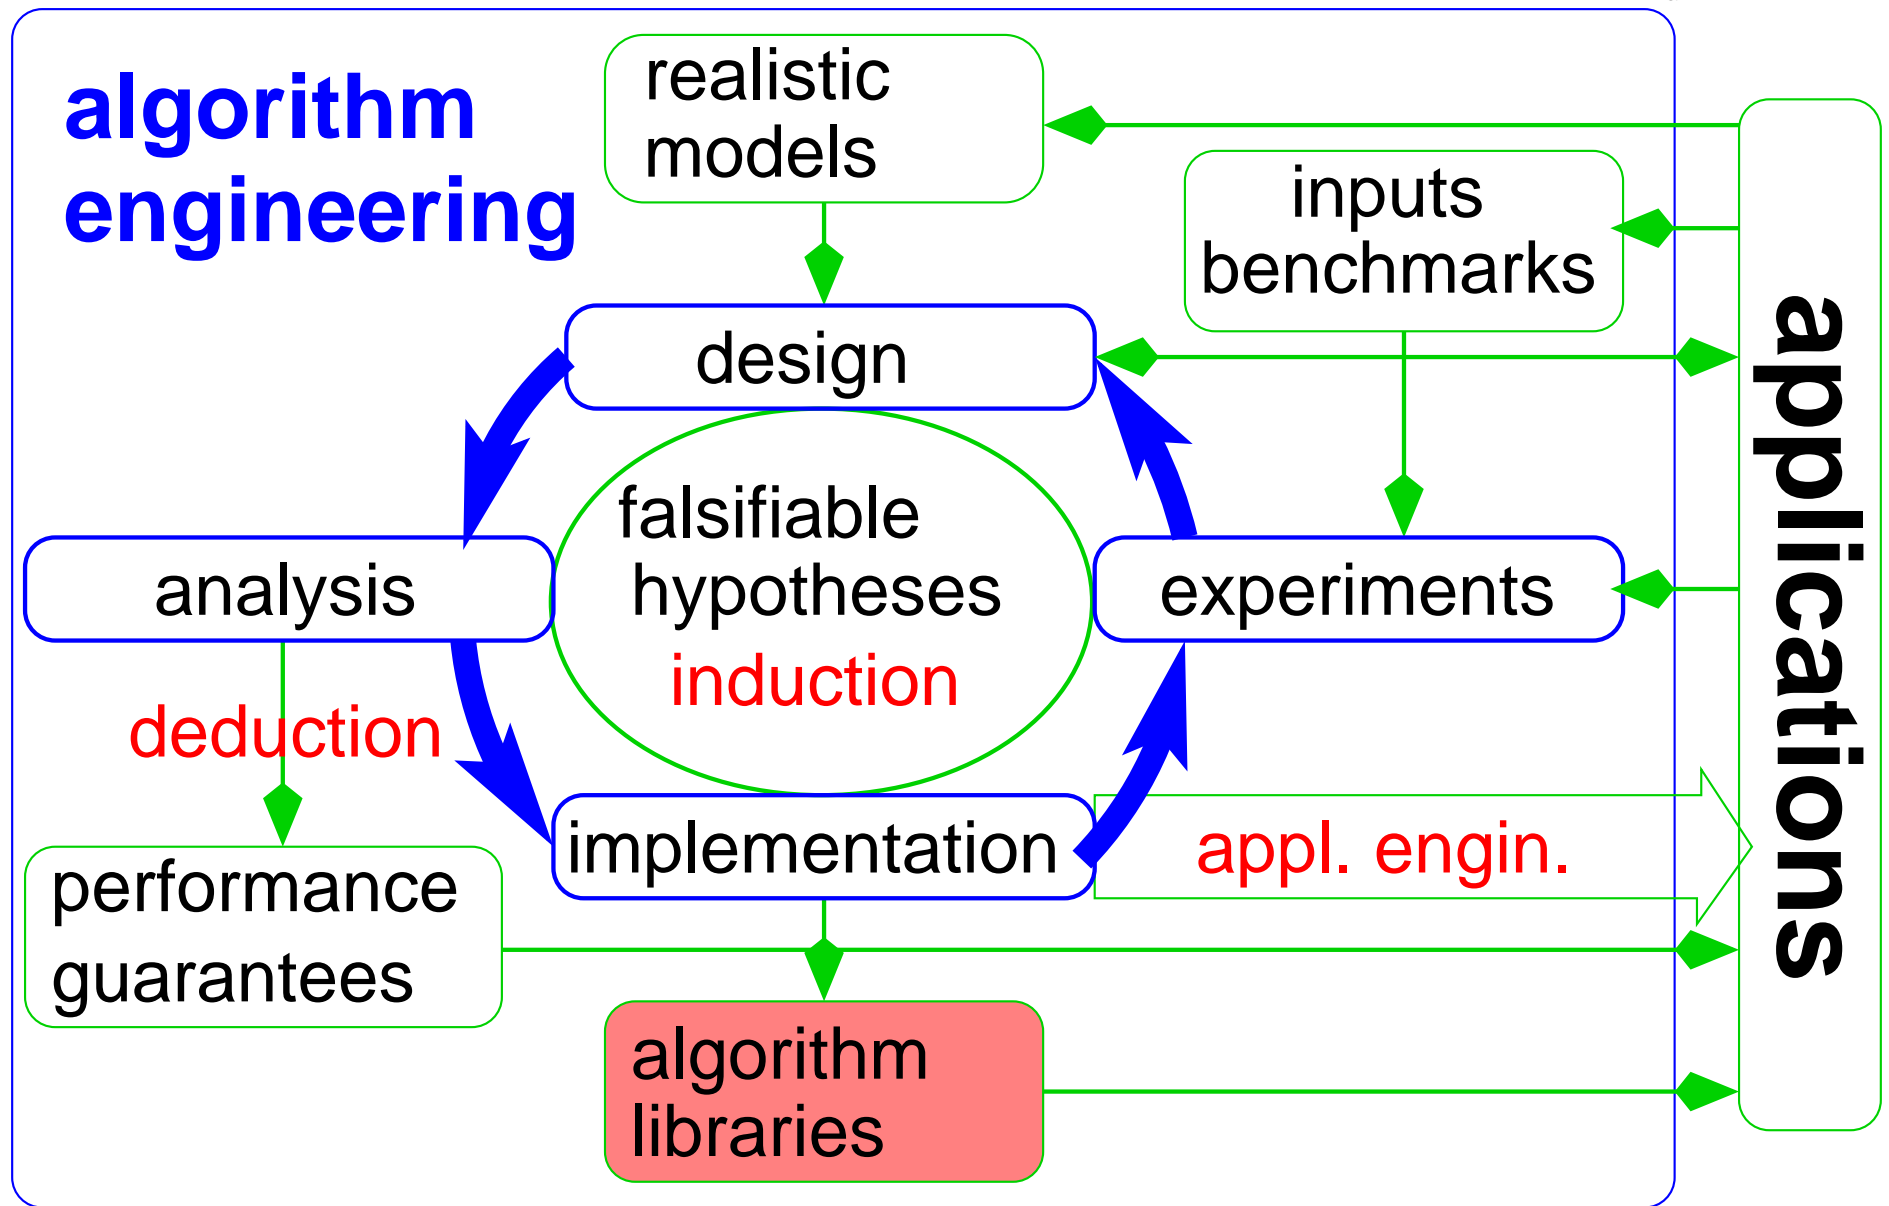 algorithm
engineering
realistic
models
inputs
benchmarks
design
falsifiable
hypotheses
induction
analysis
experiments
deduction
implementation
appl. engin.
performance
guarantees
algorithm
libraries
applications